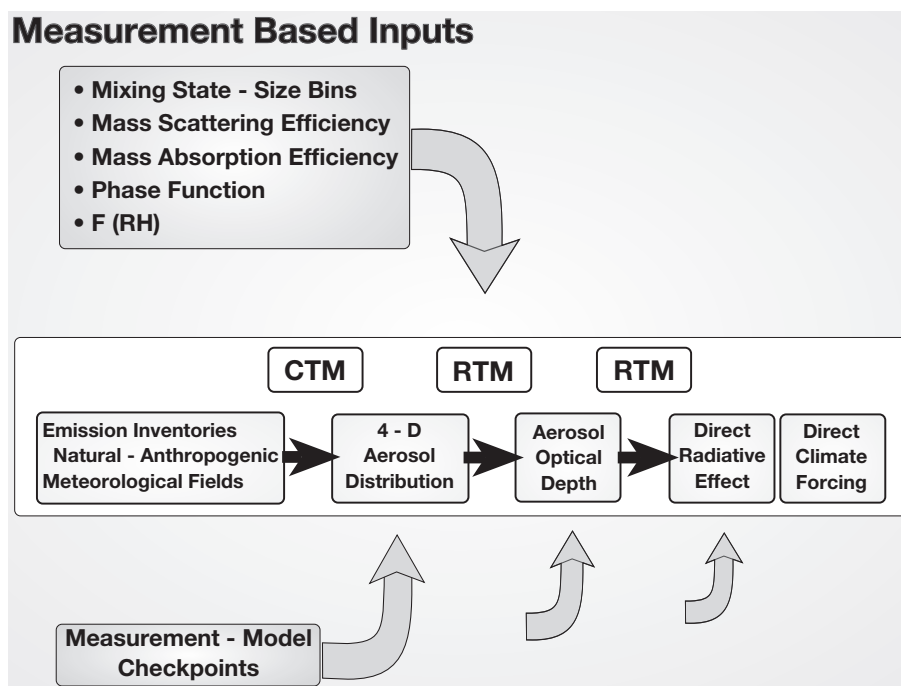 Measurement Based Inputs
• Mixing State - Size Bins
• Mass Scattering Efficiency
• Mass Absorption Efficiency
• Phase Function
• F (RH)
CTM
RTM
RTM
Emission Inventories
Natural - Anthropogenic
Meteorological Fields
4 - D
Aerosol
Distribution
Aerosol
Optical
Depth
Direct
Radiative
Effect
Direct
Climate
Forcing
Measurement - Model
Checkpoints